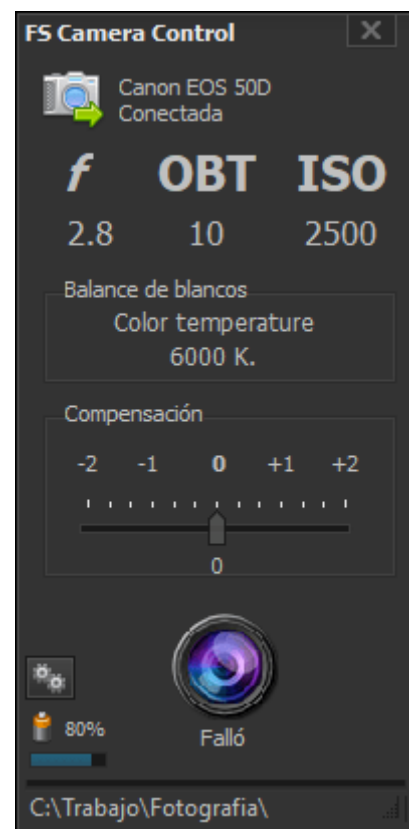 FS Camera Control
Canon EOS 50D
Conectada
f OBT ISO
2.8 10 2500
Balance de blancos
Color temperature
6000 K.
Compensación
-2 -1 0 +1 +2
0
80%
Falló
C:\Trabajo\Fotografia\